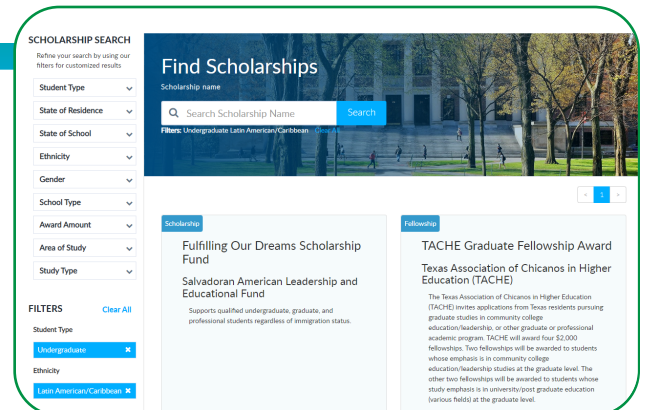 SCHOLARSHIP SEARCH
Refine your search by using our
filters for customized results
Student Type
State of Residence
State of School
Ethnicity
Gender
School Type
Award Amount
Area of Study
Study Type
FILTERS Clear All
Student Type
Undergraduate ×
Ethnicity
Latin American/Caribbean ×
Find Scholarships
Scholarship name
Search Scholarship Name Search
Filters: Undergraduate Latin American/Caribbean Clear All
« 1 »
Scholarship
Fulfilling Our Dreams Scholarship
Fund
Salvadoran American Leadership and
Educational Fund
Supports qualified undergraduate, graduate, and
professional students regardless of immigration status.
Fellowship
TACHE Graduate Fellowship Award
Texas Association of Chicanos in Higher
Education (TACHE)
The Texas Association of Chicanos in Higher Education
(TACHE) invites applications from Texas residents pursuing
graduate studies in community college
education/leadership, or other graduate or professional
academic program. TACHE will award four $2,000
fellowships. Two fellowships will be awarded to students
whose emphasis is in community college
education/leadership studies at the graduate level. The
other two fellowships will be awarded to students whose
study emphasis is in university/post graduate education
(various fields) at the graduate level.